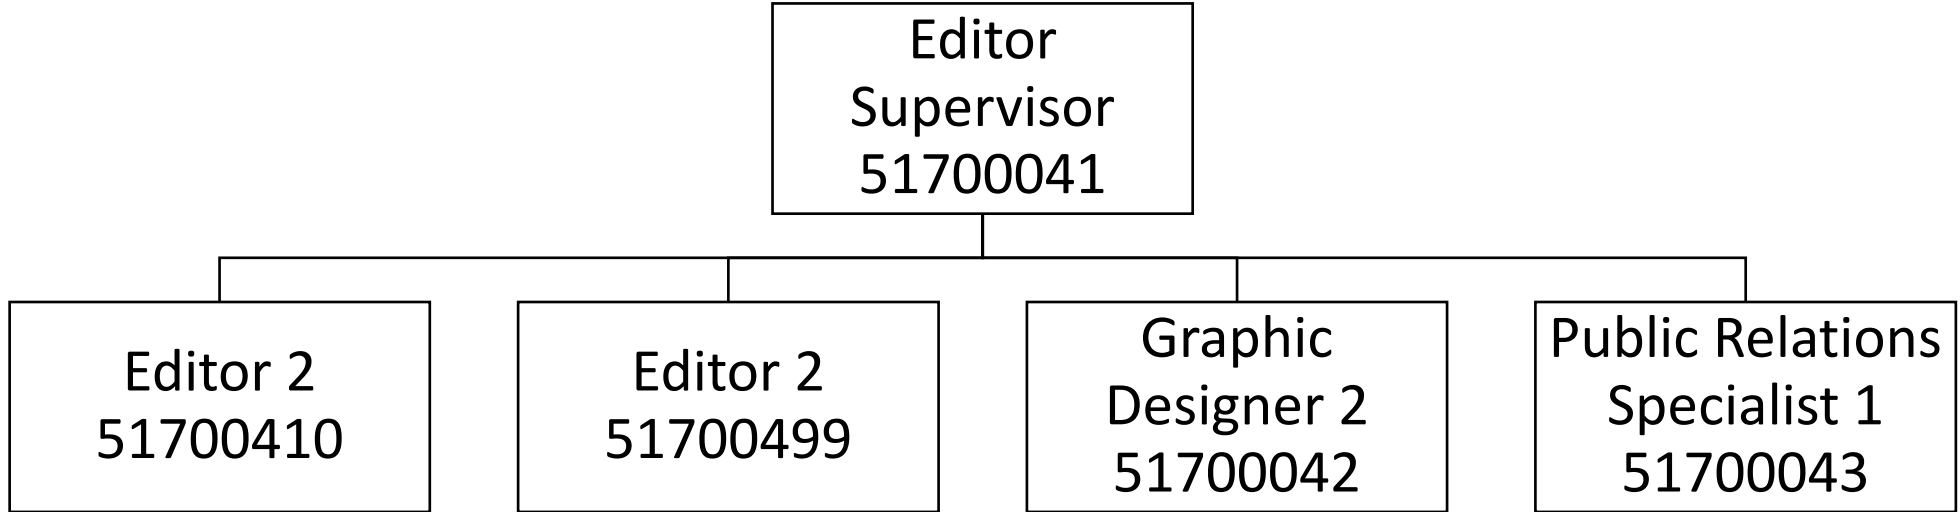 Editor
Supervisor
51700041
Editor 2
51700410
Editor 2
51700499
Graphic
Designer 2
51700042
Public Relations
Specialist 1
51700043